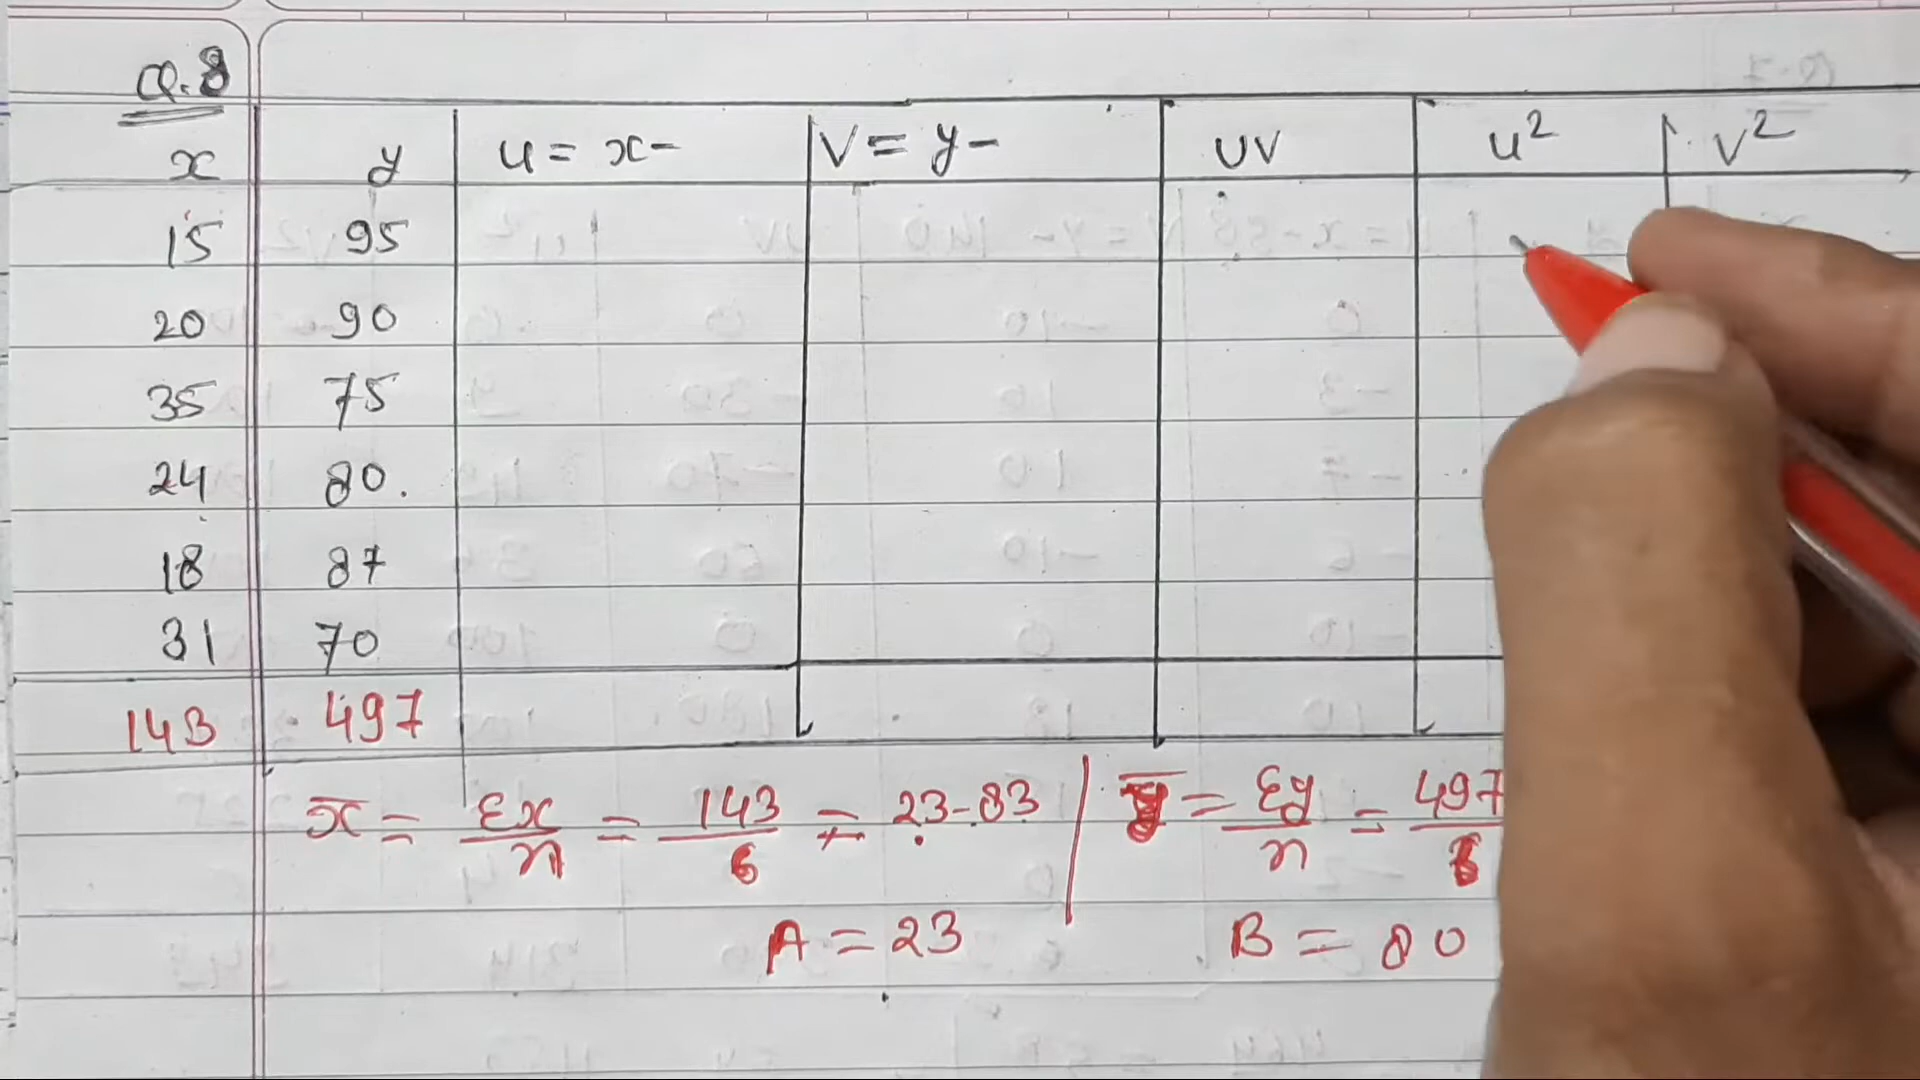 Q.8
x y u = x- v = y- uv u² v²
15 95
20 90
35 75
24 80.
18 87
31 70
143 497
x̄ = Σx/n = 143/6 = 23-83 | ȳ = Σy/n = 497/6
A = 23 B = 80